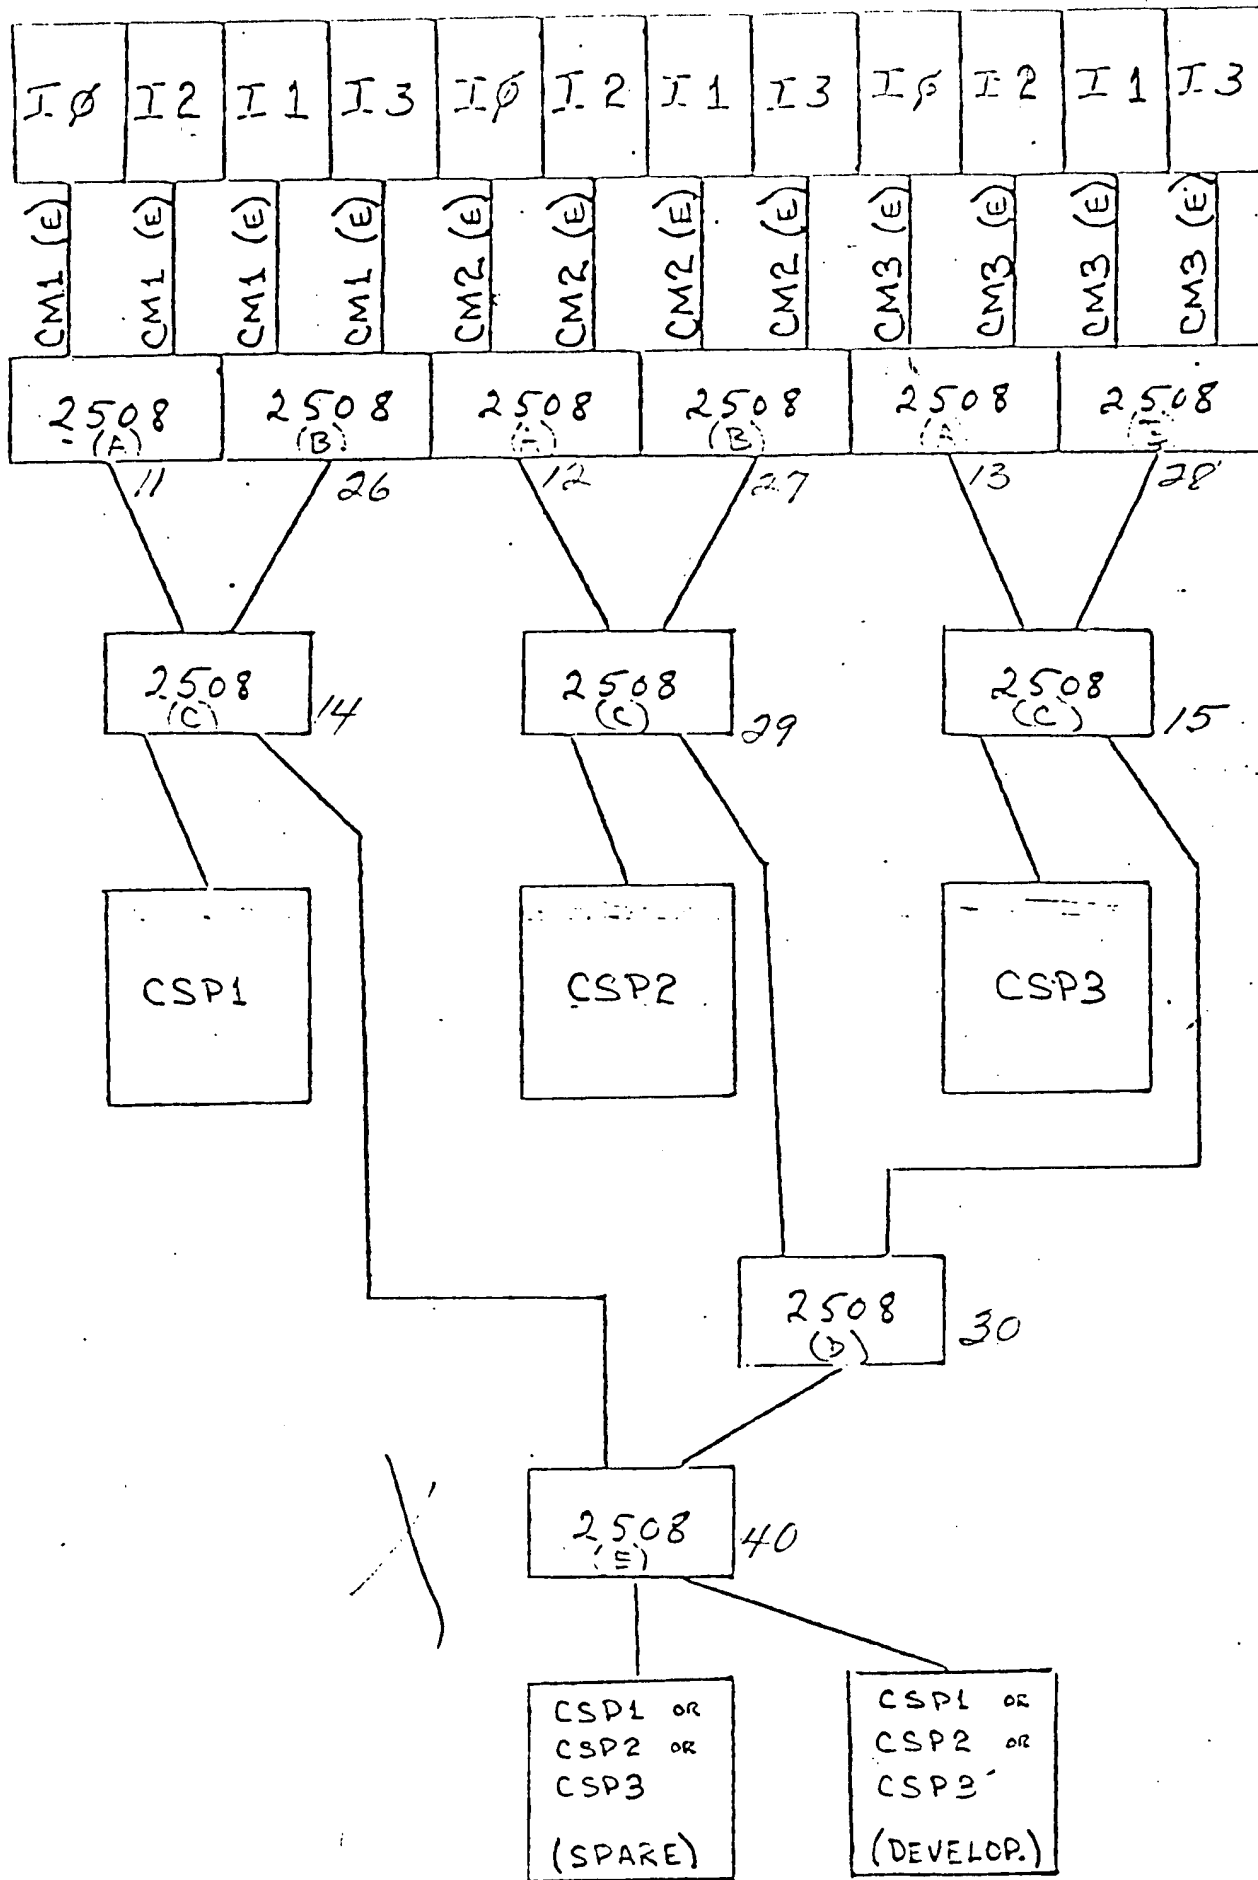 IØ I2 I1 I3 IØ I2 I1 I3 IØ I2 I1 I3
CM1 (E) CM1 (E) CM1 (E) CM1 (E) CM2 (E) CM2 (E) CM2 (E) CM2 (E) CM3 (E) CM3 (E) CM3 (E) CM3 (E)
2508 2508 2508 2508 2508 2508
(A) (B) (B) (A)
11 26 12 27 13 28
2508 2508 2508
(C) (C) (C)
14 29 15
CSP1 CSP2 CSP3
2508
(D)
30
2508
(E)
40
CSP1 OR
CSP2 OR
CSP3
(SPARE)
CSP1 OR
CSP2 OR
CSP3
(DEVELOP.)